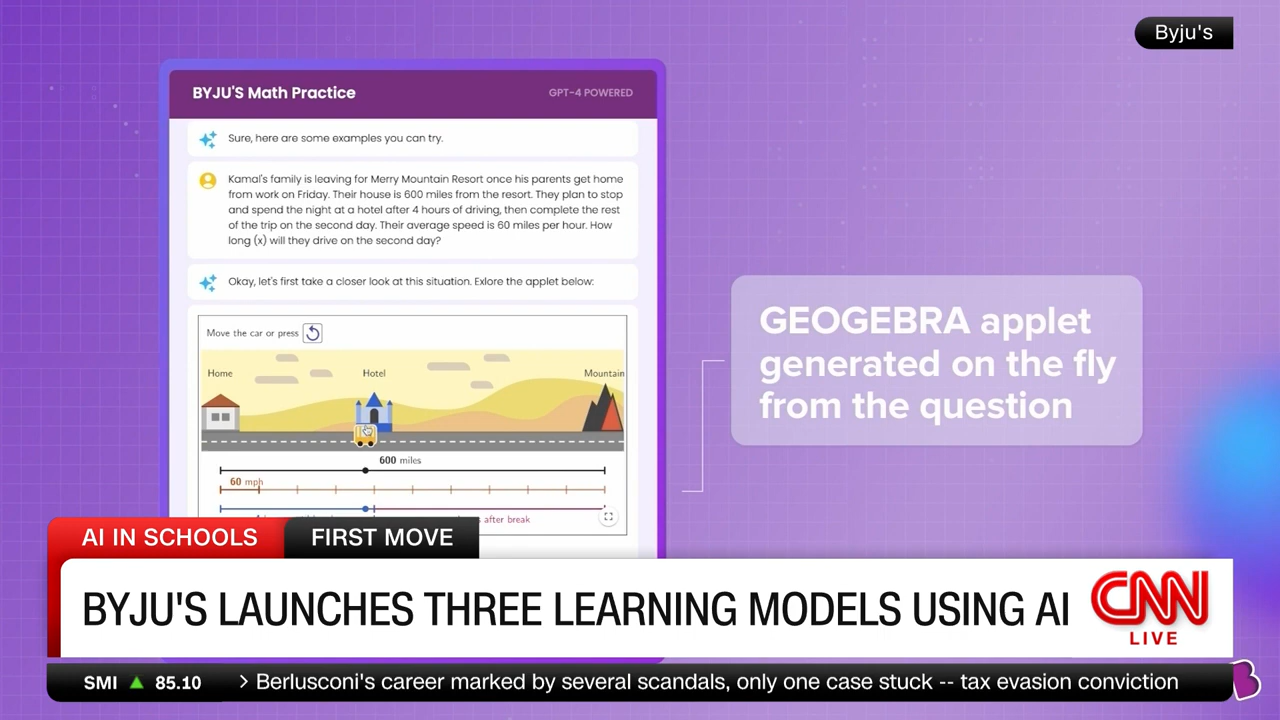 Byju's
BYJU'S Math Practice
GPT-4 POWERED
Sure, here are some examples you can try.
Kamal's family is leaving for Merry Mountain Resort once his parents get home
from work on Friday. Their house is 600 miles from the resort. They plan to stop
and spend the night at a hotel after 4 hours of driving, then complete the rest
of the trip on the second day. Their average speed is 60 miles per hour. How
long (x) will they drive on the second day?
Okay, let's first take a closer look at this situation. Exlore the applet below:
Move the car or press
Home
Hotel
Mountain
600 miles
60 mph
after break
GEOGEBRA applet
generated on the fly
from the question
AI IN SCHOOLS
FIRST MOVE
BYJU'S LAUNCHES THREE LEARNING MODELS USING AI
CNN
LIVE
SMI ▲ 85.10
> Berlusconi's career marked by several scandals, only one case stuck -- tax evasion conviction